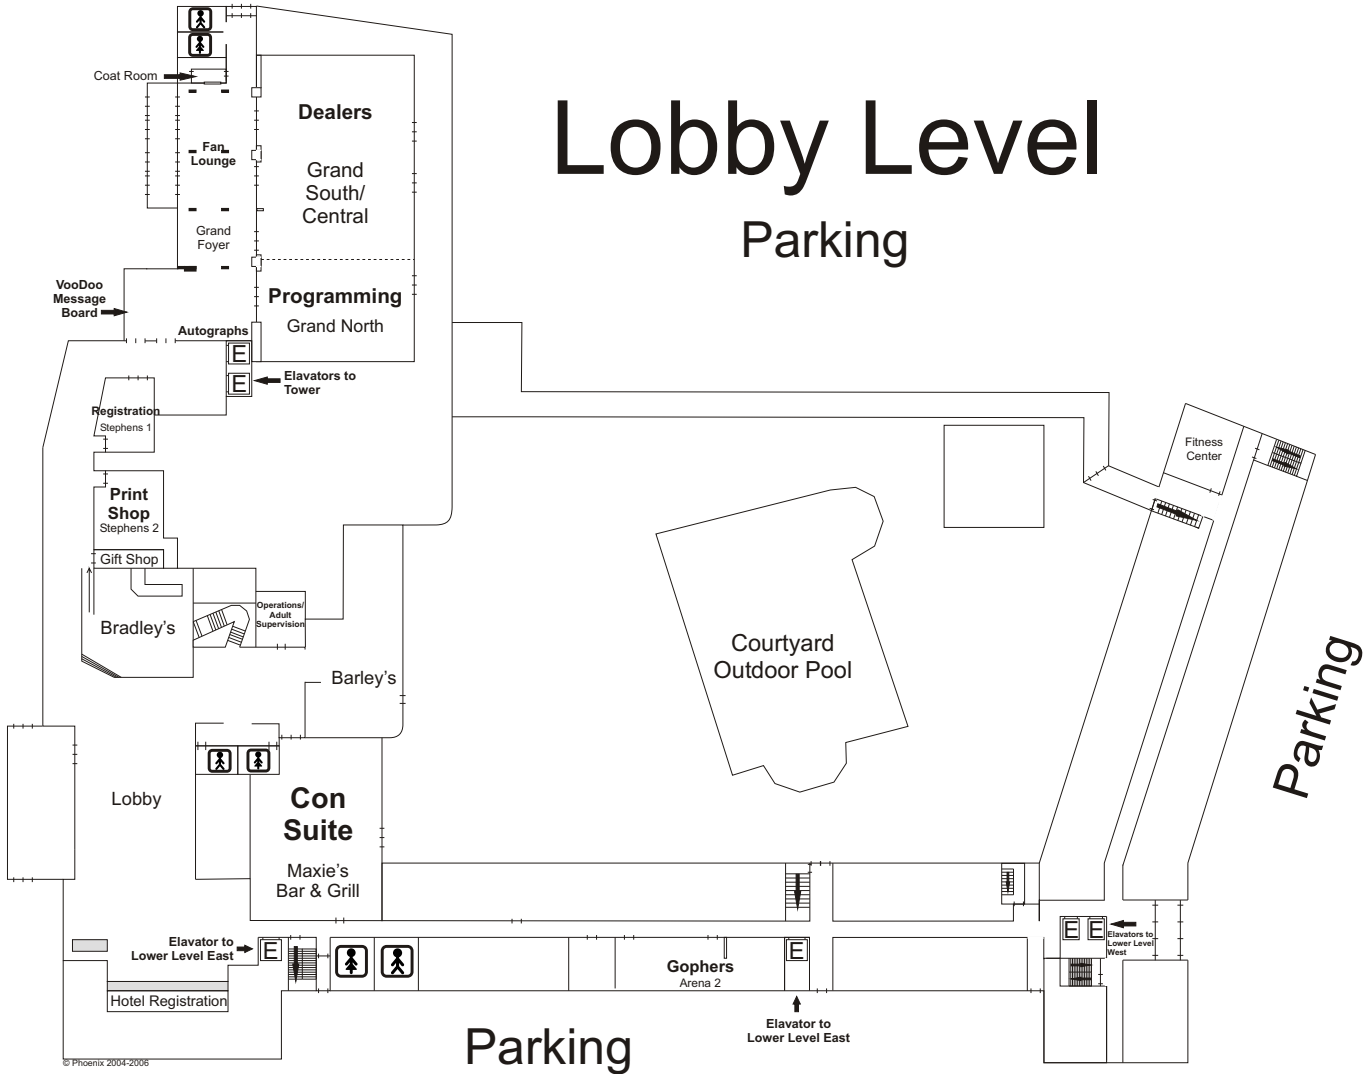 Lobby Level
Parking
Coat Room
Dealers
Fan
Lounge
Grand
South/
Central
Grand
Foyer
VooDoo
Message
Board
Programming
Grand North
Autographs
E
E
Elavators to
Tower
Registration
Stephens 1
Print
Shop
Stephens 2
Gift Shop
Bradley's
Operations/
Adult
Supervision
Barley's
Fitness
Center
Courtyard
Outdoor Pool
Parking
Lobby
Con
Suite
Maxie's
Bar & Grill
Elavator to
Lower Level East
E
Hotel Registration
Gophers
Arena 2
E
Elavator to
Lower Level East
E E
Elavators to
Lower Level
West
Parking
© Phoenix 2004-2006